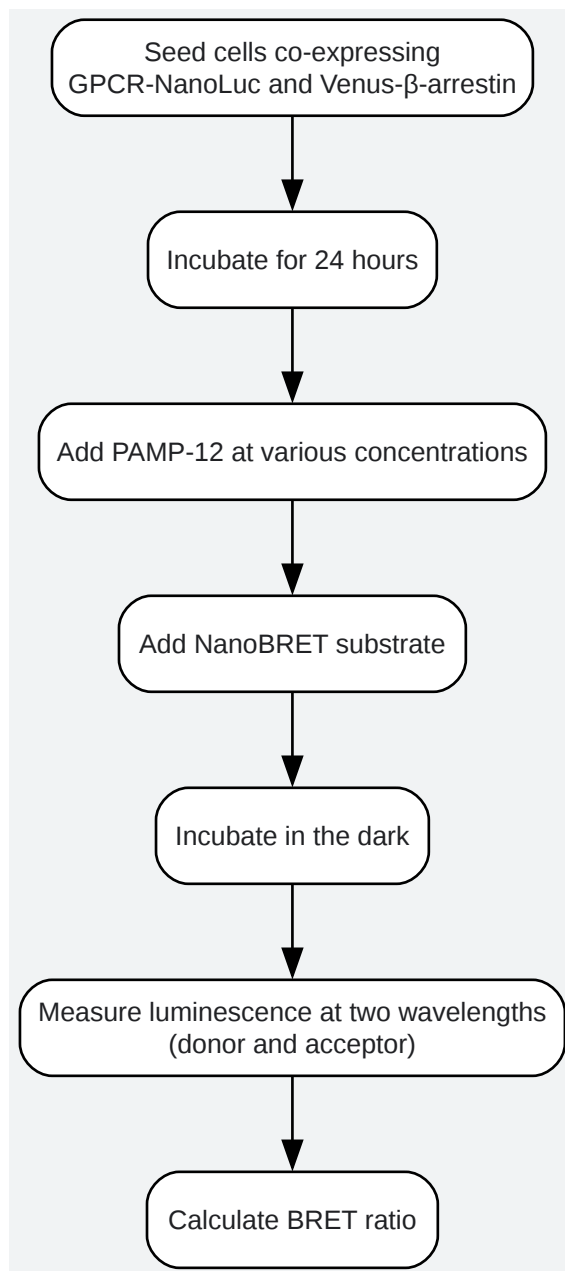 Seed cells co-expressing
GPCR-NanoLuc and Venus-β-arrestin
Incubate for 24 hours
Add PAMP-12 at various concentrations
Add NanoBRET substrate
Incubate in the dark
Measure luminescence at two wavelengths
(donor and acceptor)
Calculate BRET ratio